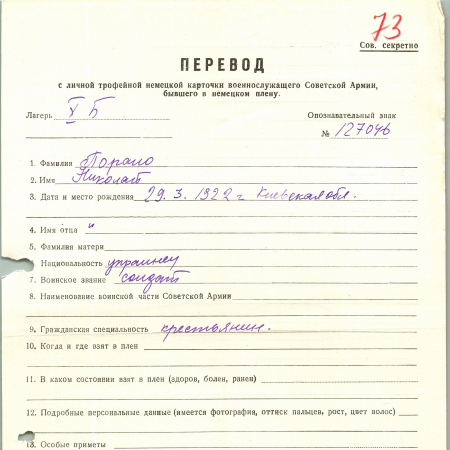 73
Сов. секретно
ПЕРЕВОД
с личной трофейной немецкой карточки военнослужащего Советской Армии,
бывшего в немецком плену.
Лагерь X Б
Опознавательный знак
№ 127046
1. Фамилия
2. Имя Николай
3. Дата и место рождения 29. 3. 1922 г Киевская обл.
4. Имя отца "
5. Фамилия матери
6. Национальность украинец
7. Воинское звание солдат
8. Наименование воинской части Советской Армии
9. Гражданская специальность крестьянин.
10. Когда и где взят в плен
11. В каком состоянии взят в плен (здоров, болен, ранен)
12. Подробные персональные данные (имеется фотография, оттиск пальцев, рост, цвет волос)
13. Особые приметы